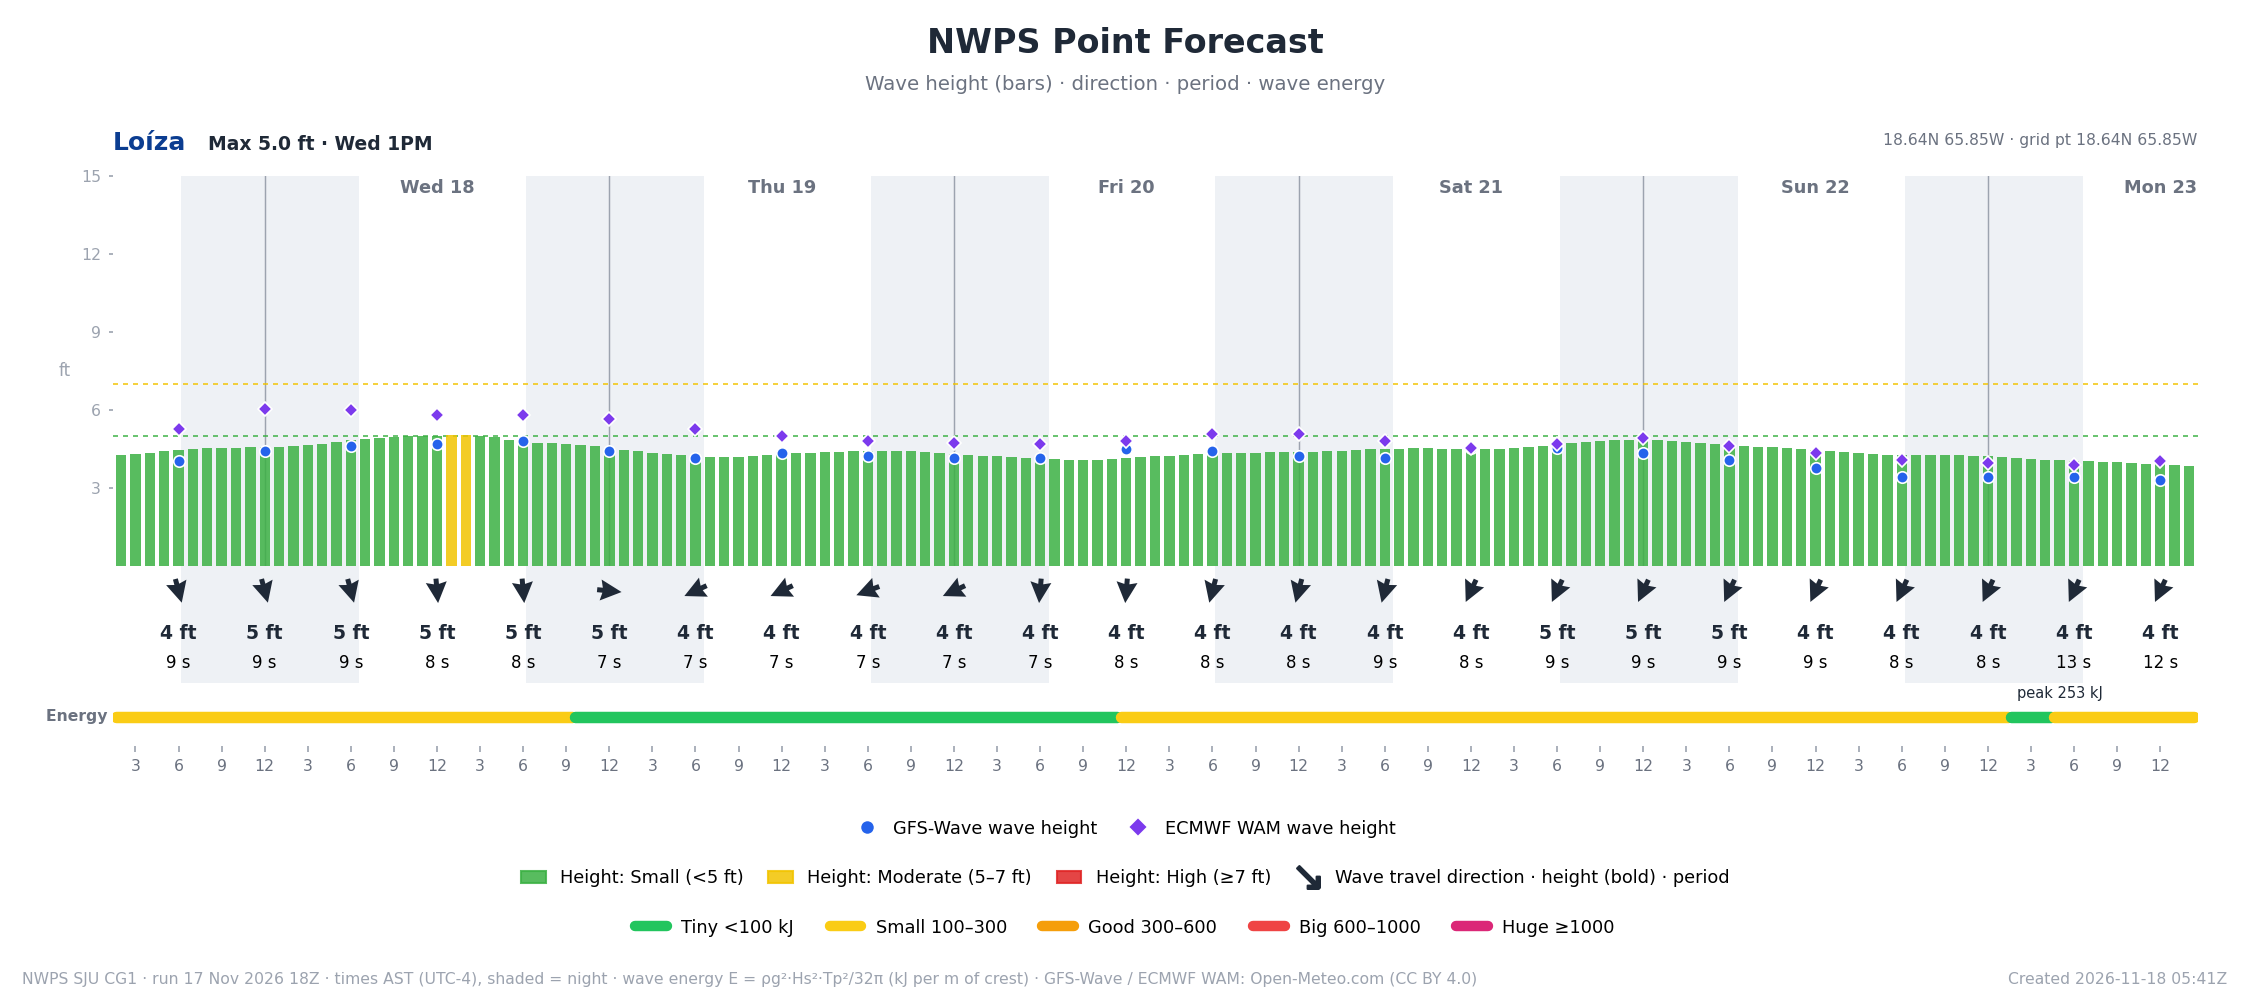 NWPS Point Forecast
Wave height (bars) · direction · period · wave energy
Loíza Max 5.0 ft · Wed 1PM
18.64N 65.85W · grid pt 18.64N 65.85W
15
12
9
ft
6
3
Wed 18 Thu 19 Fri 20 Sat 21 Sun 22 Mon 23
4 ft 5 ft 5 ft 5 ft 5 ft 5 ft 4 ft 4 ft 4 ft 4 ft 4 ft 4 ft 4 ft 4 ft 4 ft 4 ft 5 ft 5 ft 5 ft 4 ft 4 ft 4 ft 4 ft 4 ft
9 s 9 s 9 s 8 s 8 s 7 s 7 s 7 s 7 s 7 s 7 s 8 s 8 s 8 s 9 s 8 s 9 s 9 s 9 s 9 s 8 s 8 s 13 s 12 s
peak 253 kJ
Energy
3 6 9 12 3 6 9 12 3 6 9 12 3 6 9 12 3 6 9 12 3 6 9 12 3 6 9 12 3 6 9 12 3 6 9 12 3 6 9 12 3 6 9 12 3 6 9 12
GFS-Wave wave height ECMWF WAM wave height
Height: Small (<5 ft) Height: Moderate (5–7 ft) Height: High (≥7 ft) Wave travel direction · height (bold) · period
Tiny <100 kJ Small 100–300 Good 300–600 Big 600–1000 Huge ≥1000
NWPS SJU CG1 · run 17 Nov 2026 18Z · times AST (UTC-4), shaded = night · wave energy E = ρg²·Hs²·Tp²/32π (kJ per m of crest) · GFS-Wave / ECMWF WAM: Open-Meteo.com (CC BY 4.0)
Created 2026-11-18 05:41Z